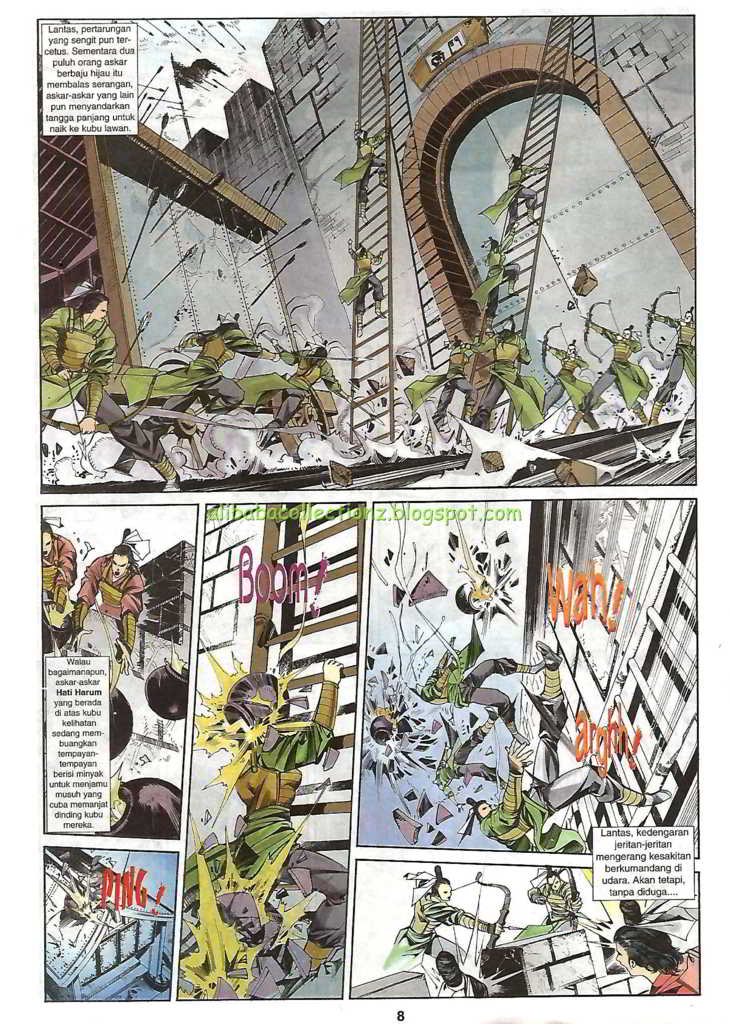 Lantas, pertarungan
yang sengit pun ter-
cetus. Sementara dua
puluh orang askar
berbaju hijau itu
membalas serangan,
askar-askar yang lain
pun menyandarkan
tangga panjang untuk
naik ke kubu lawan.
alibabacollectionz.blogspot.com
Walau
bagaimanapun,
askar-askar
Hati Harum
yang berada
di atas kubu
kelihatan
sedang mem-
buangkan
tempayan-
tempayan
berisi minyak
untuk menjamu
musuh yang
cuba memanjat
dinding kubu
mereka.
Boom!
Wah!
arghh!
Lantas, kedengaran
jeritan-jeritan
mengerang kesakitan
berkumandang di
udara. Akan tetapi,
tanpa diduga....
PING!
8